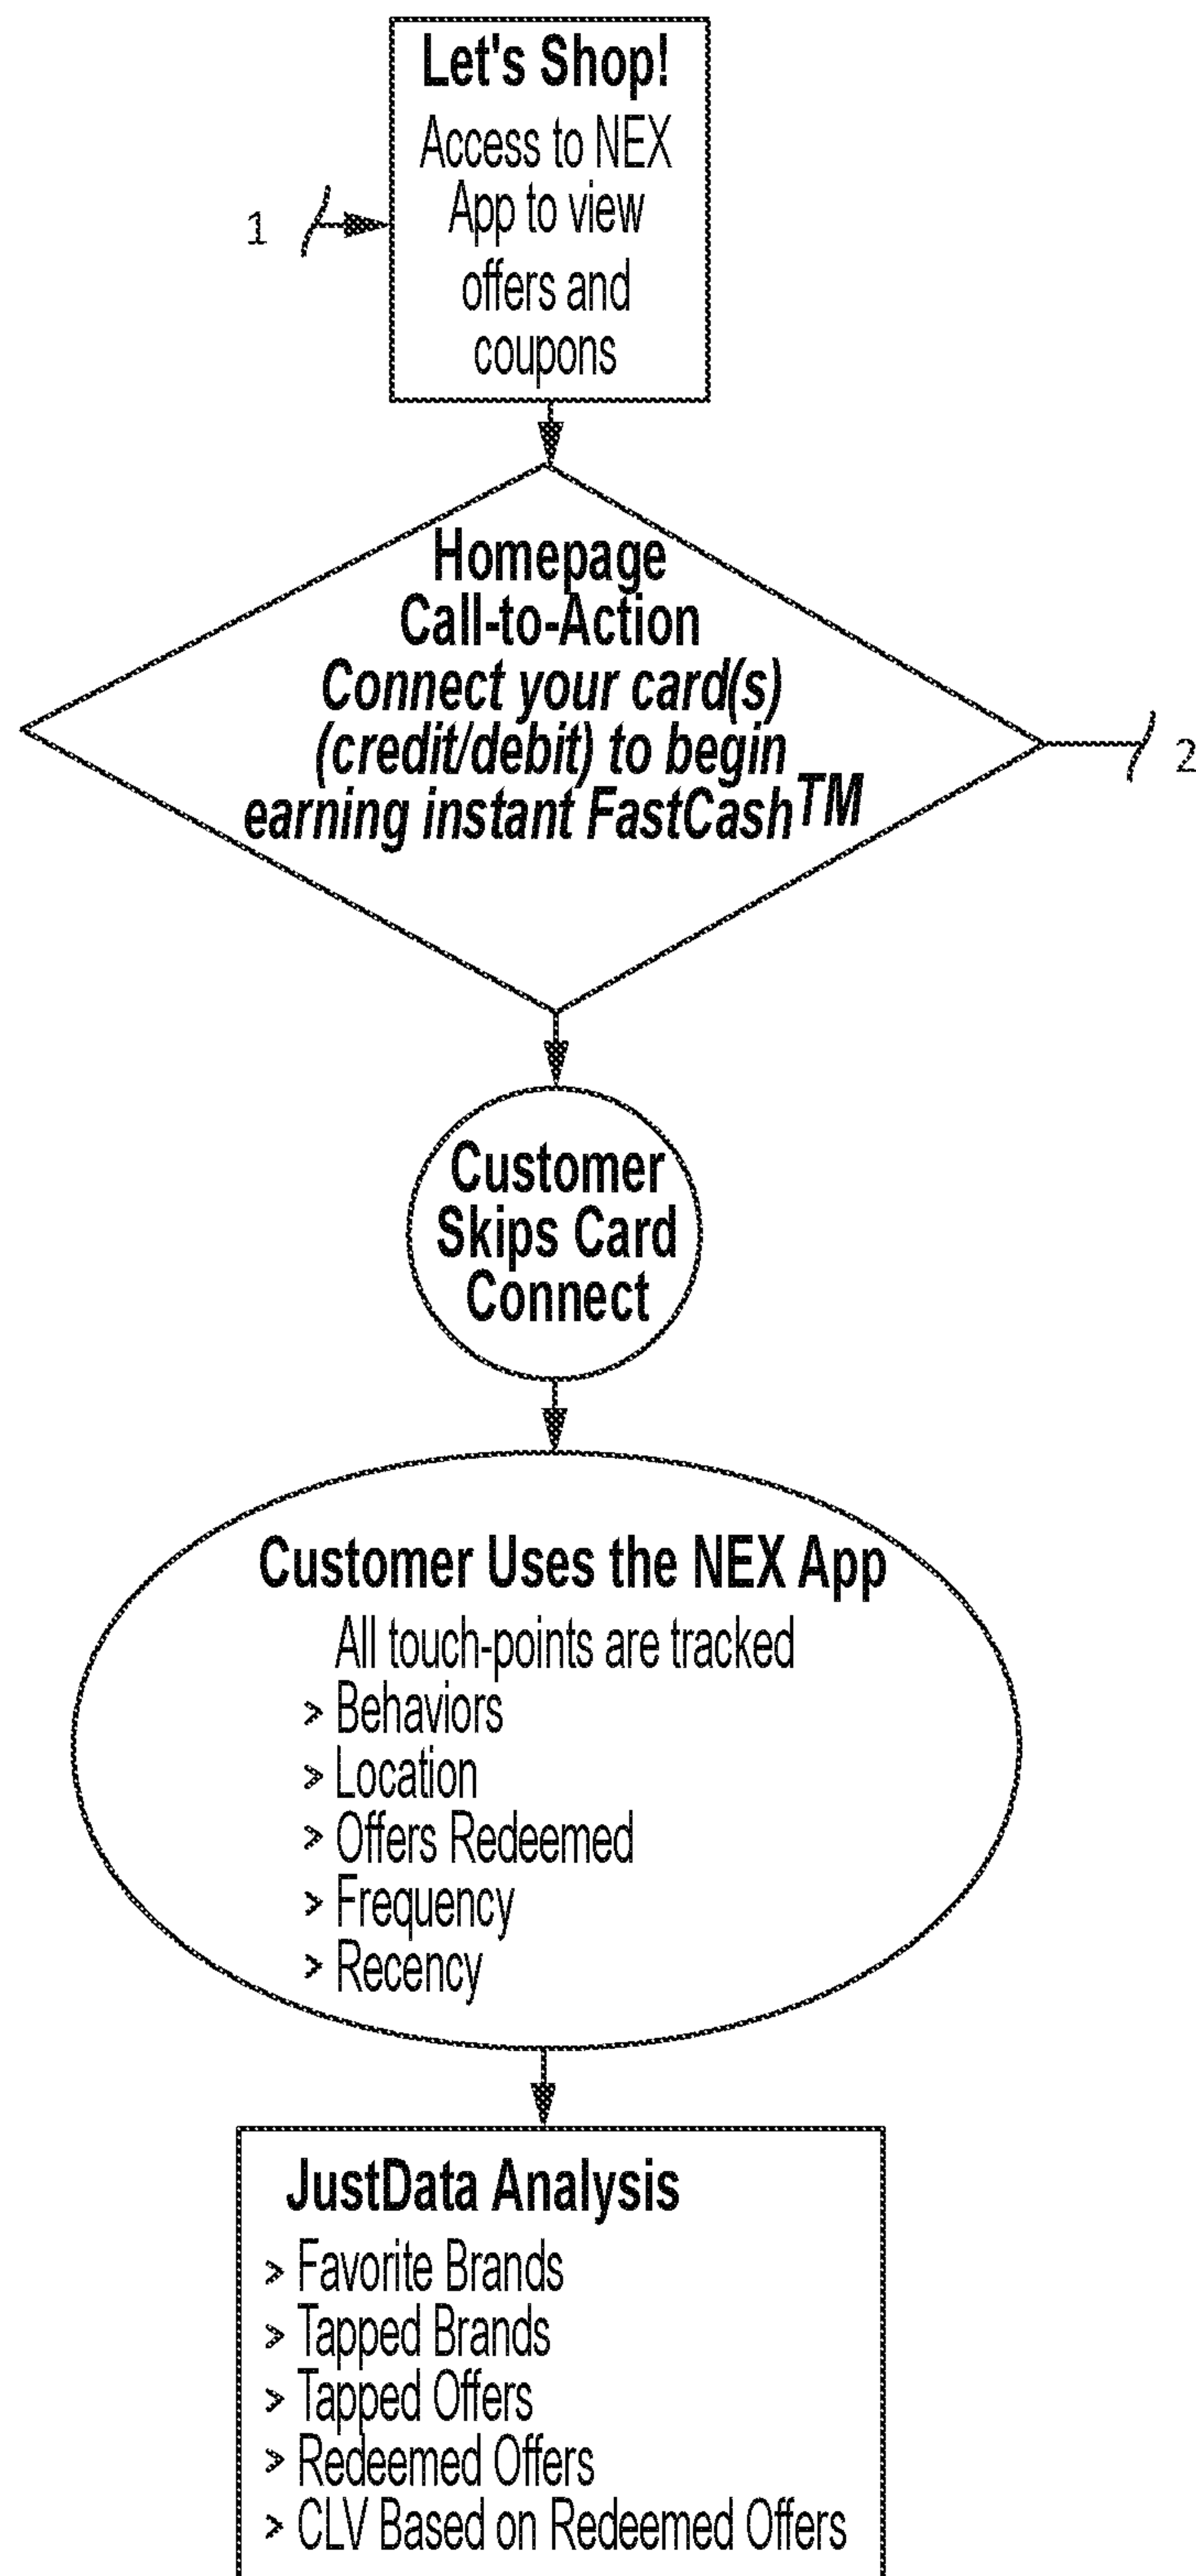 Let's Shop!
Access to NEX
App to view
offers and
coupons
1
Homepage
Call-to-Action
Connect your card(s)
(credit/debit) to begin
earning instant FastCash™
2
Customer
Skips Card
Connect
Customer Uses the NEX App
All touch-points are tracked
> Behaviors
> Location
> Offers Redeemed
> Frequency
> Recency
JustData Analysis
> Favorite Brands
> Tapped Brands
> Tapped Offers
> Redeemed Offers
> CLV Based on Redeemed Offers